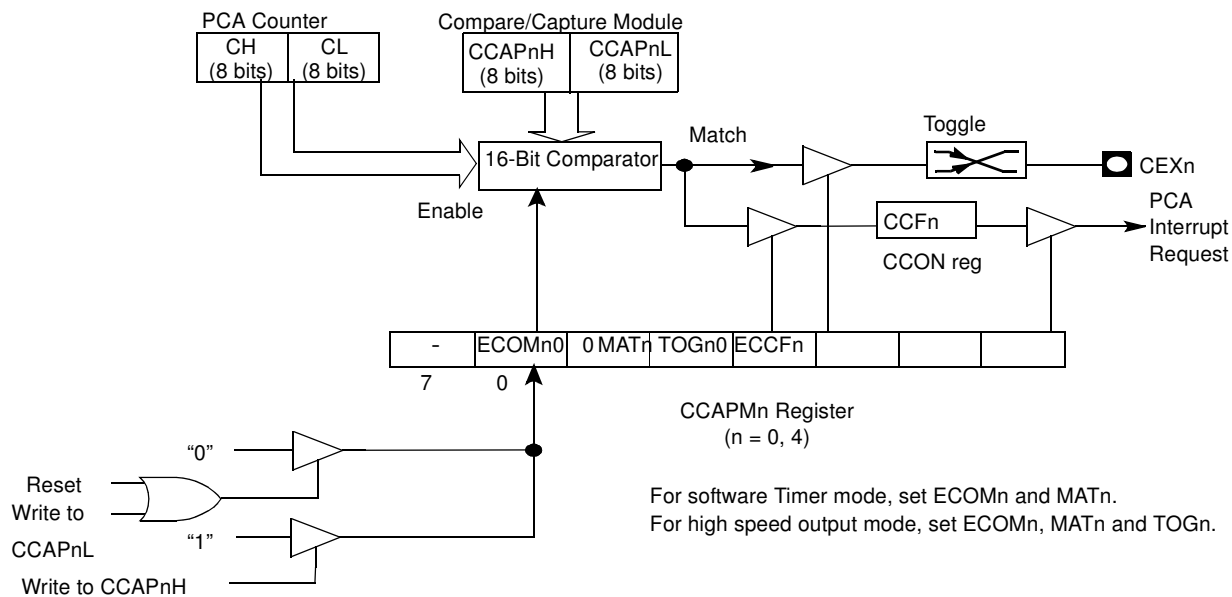 PCA Counter
CH
(8 bits)
CL
(8 bits)
Compare/Capture Module
CCAPnH
(8 bits)
CCAPnL
(8 bits)
16-Bit Comparator
Match
Toggle
CEXn
Enable
CCFn
CCON reg
PCA
Interrupt
Request
- ECOMn0 0 MATn TOGn0 ECCFn
7 0
CCAPMn Register
(n = 0, 4)
“0”
Reset
Write to
CCAPnL
“1”
Write to CCAPnH
For software Timer mode, set ECOMn and MATn.
For high speed output mode, set ECOMn, MATn and TOGn.